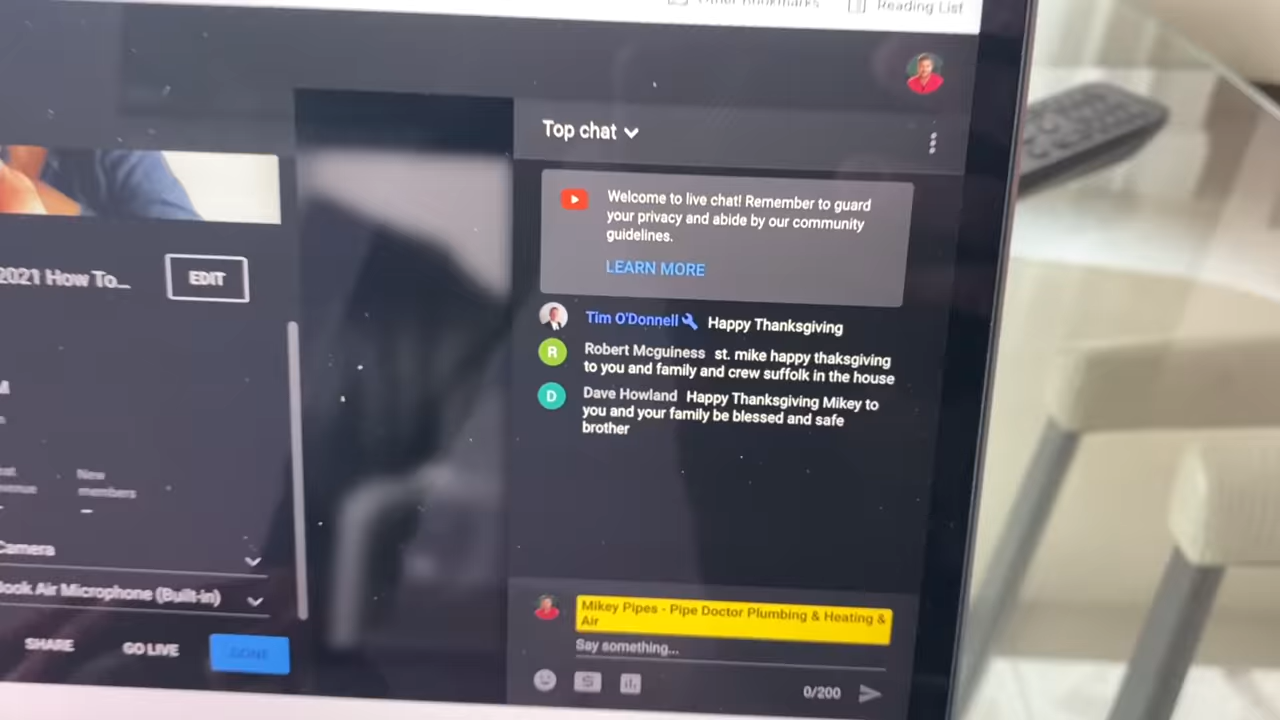 Reading List
Top chat
Welcome to live chat! Remember to guard
your privacy and abide by our community
guidelines.
LEARN MORE
2021 How To...
EDIT
Tim O'Donnell Happy Thanksgiving
R
Robert Mcguiness st. mike happy thaksgiving
to you and family and crew suffolk in the house
D
Dave Howland Happy Thanksgiving Mikey to
you and your family be blessed and safe
brother
New
members
Camera
ook Air Microphone (Built-in)
SHARE
GO LIVE
DONE
Mikey Pipes - Pipe Doctor Plumbing & Heating &
Air
Say something...
0/200